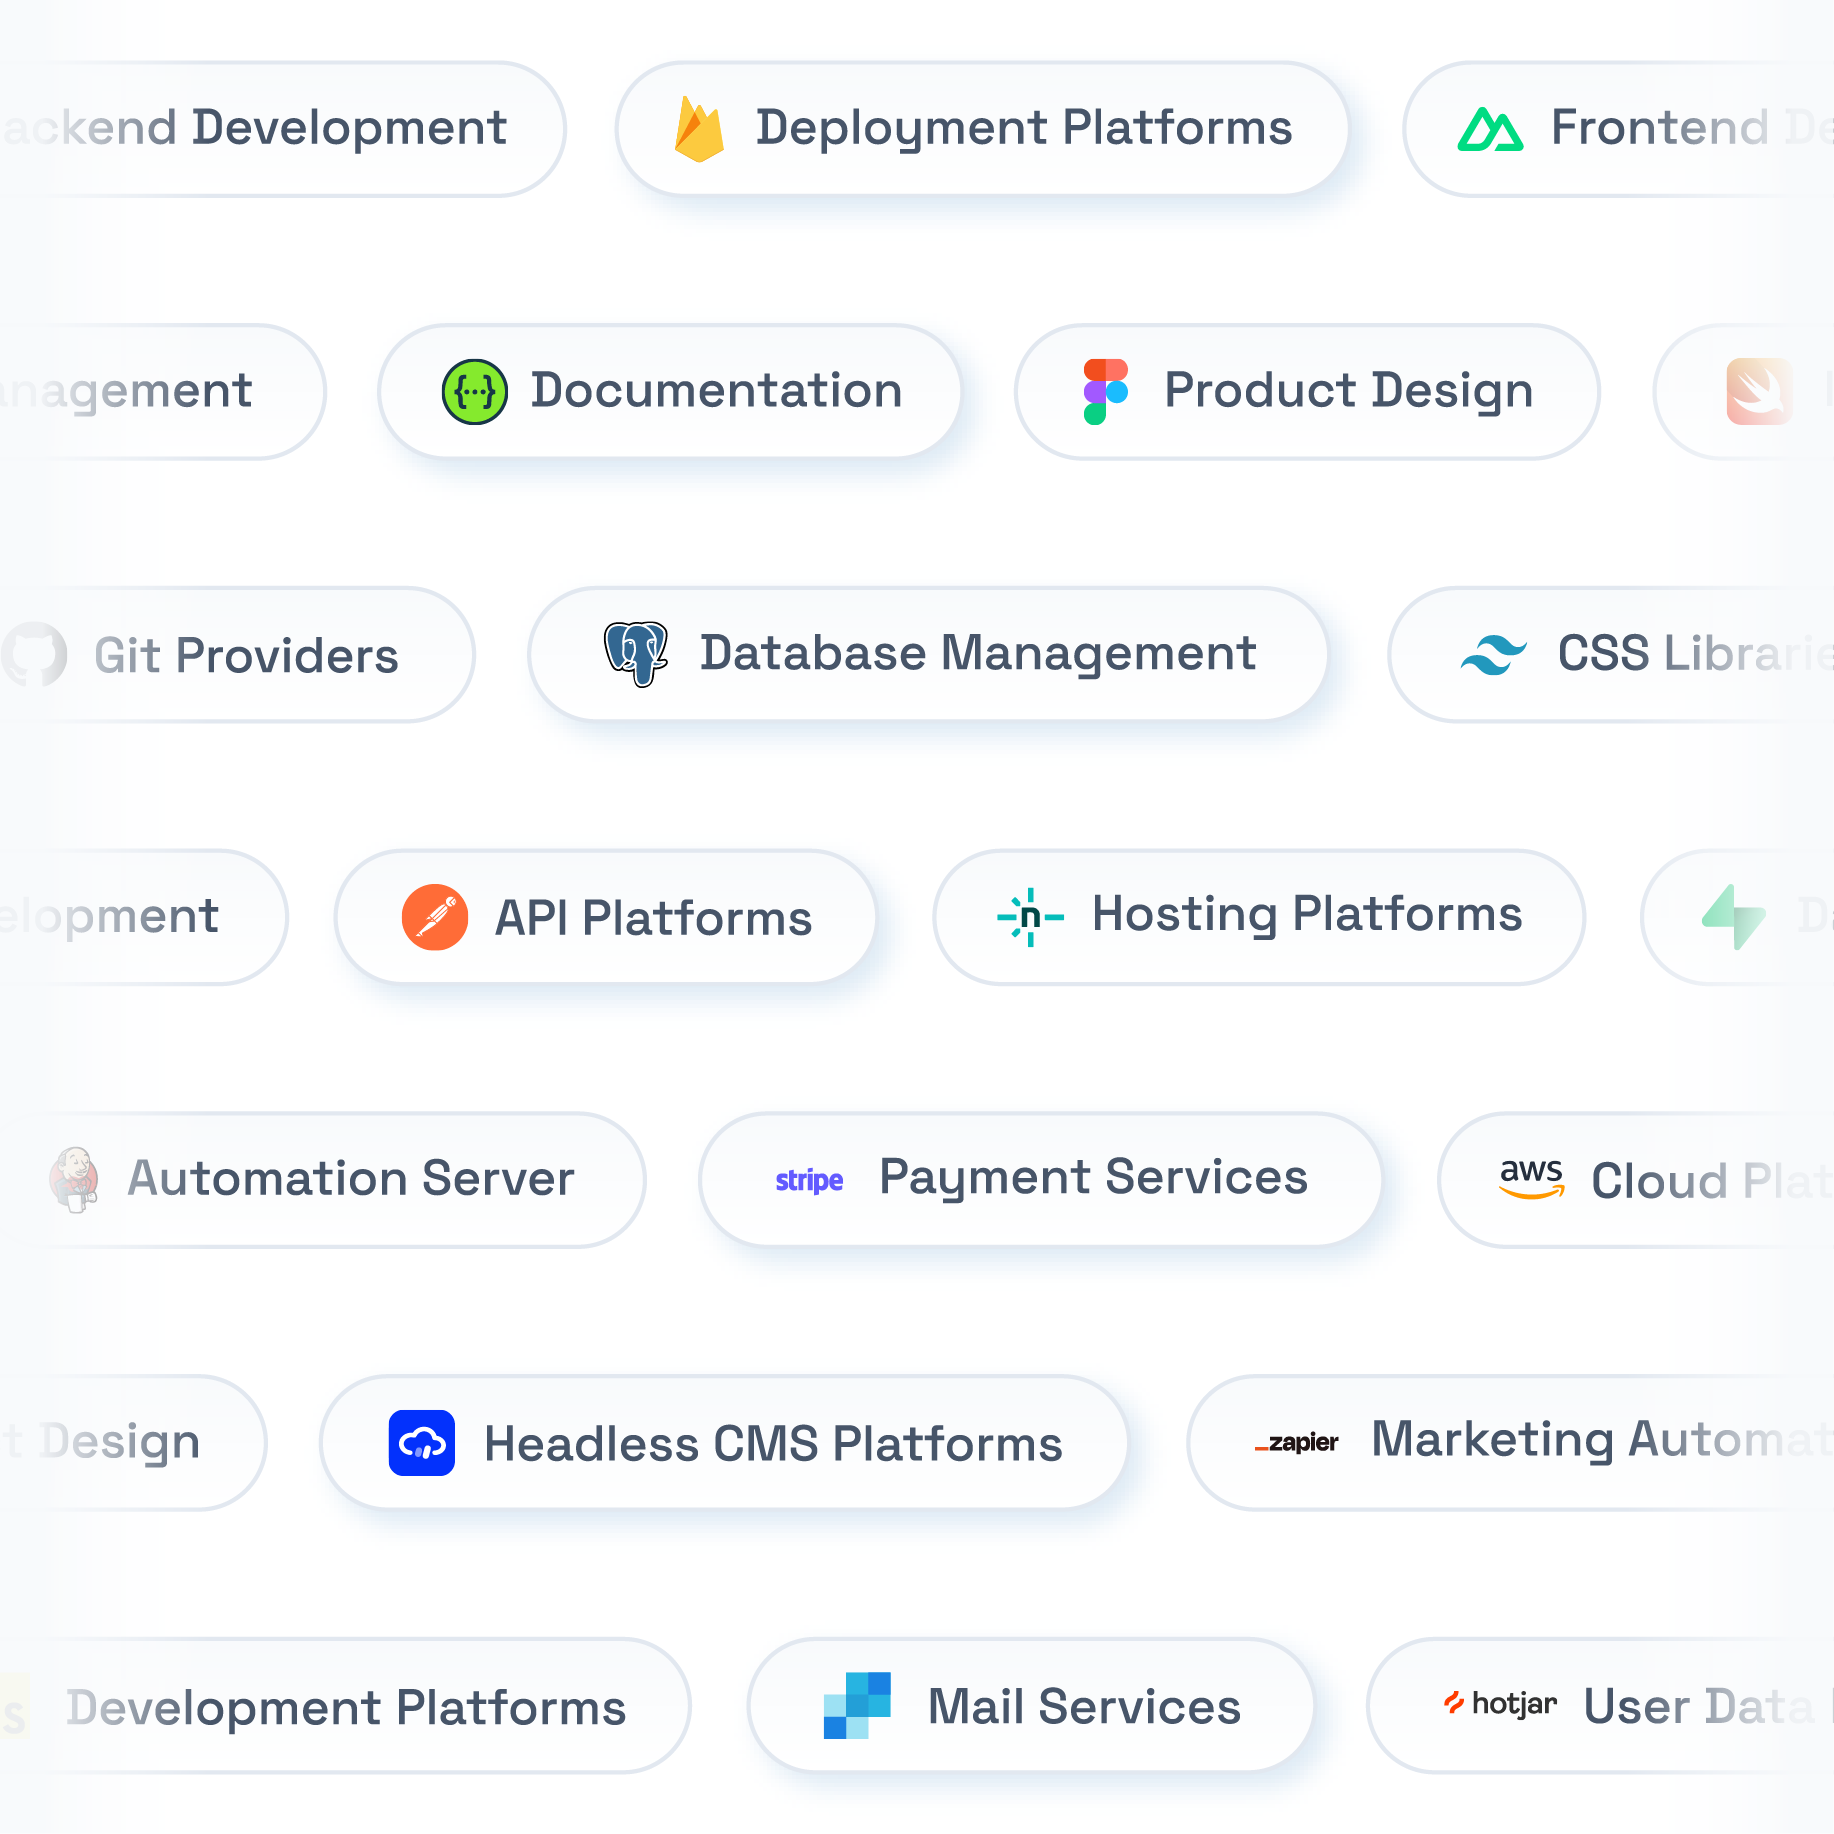 ackend Development Deployment Platforms Frontend De
nagement {...} Documentation Product Design
Git Providers Database Management CSS Librarie
elopment API Platforms n Hosting Platforms Da
Automation Server stripe Payment Services aws Cloud Plat
t Design Headless CMS Platforms _zapier Marketing Automat
s Development Platforms Mail Services hotjar User Data